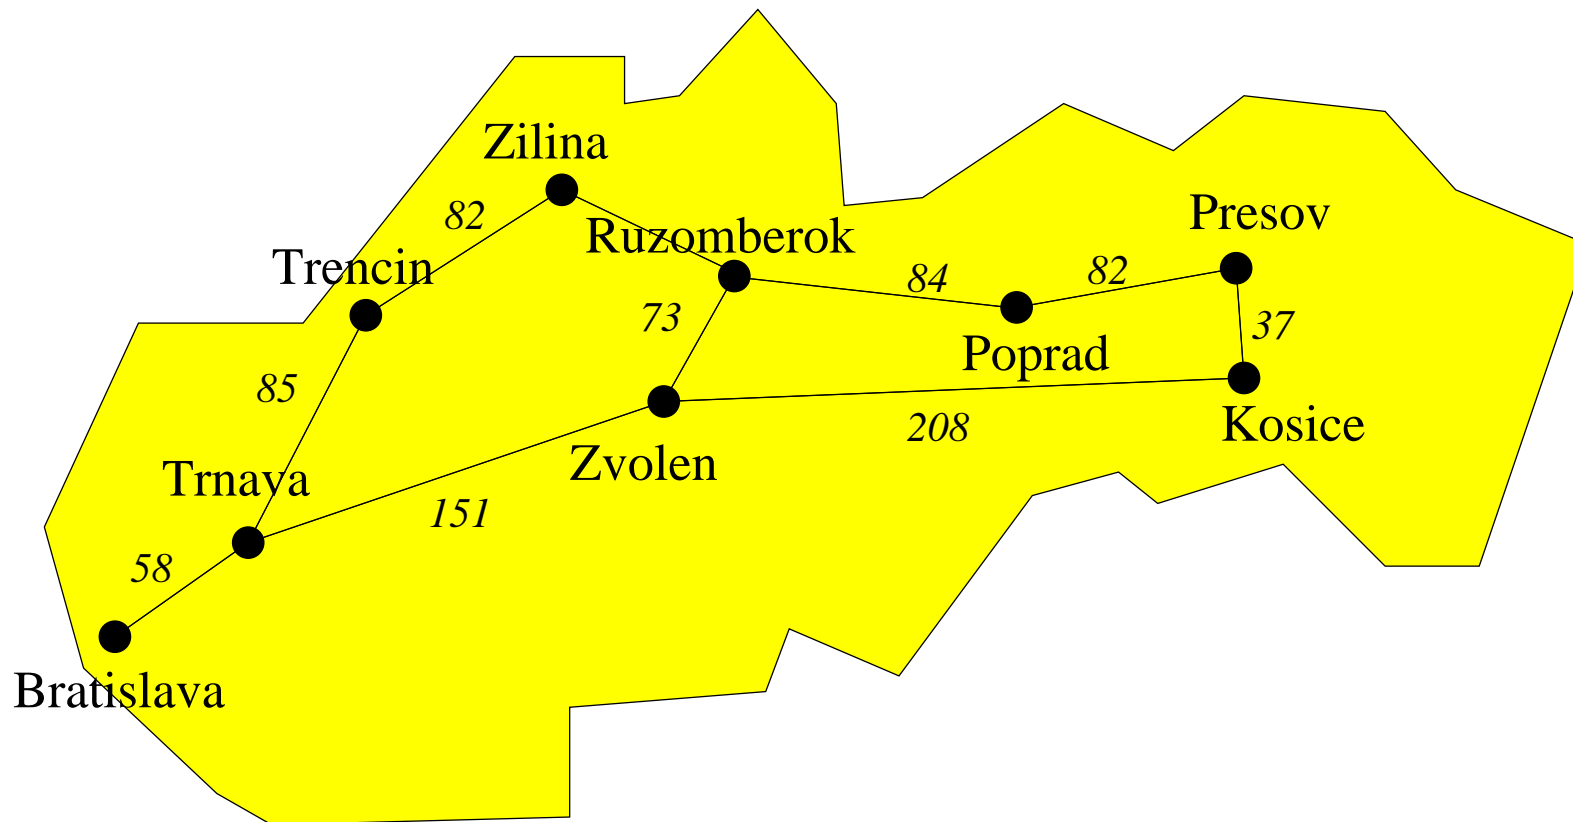 Zilina
82
Presov
Ruzomberok
Trencin
84
82
73
37
Poprad
85
208
Kosice
Zvolen
Trnava
151
58
Bratislava